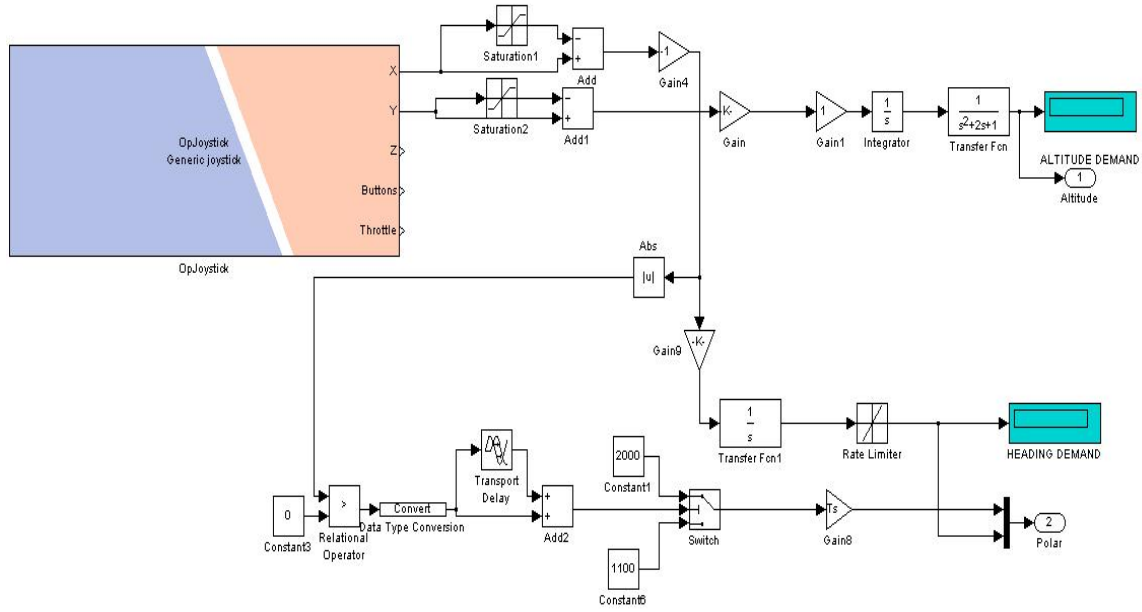 Saturation1
Add
-1
Gain4
X
Y
Z
Buttons
Throttle
OpJoystick
Generic joystick
OpJoystick
Saturation2
Add1
K-
Gain
1
Gain1
1
s
Integrator
1
s²+2s+1
Transfer Fcn
ALTITUDE DEMAND
1
Altitude
Abs
|u|
-K-
Gain9
1
s
Transfer Fcn1
Rate Limiter
HEADING DEMAND
0
Constant3
>
Relational
Operator
Convert
Data Type Conversion
Transport
Delay
+
+
Add2
2000
Constant1
Switch
1100
Constant6
Ts
Gain8
2
Polar